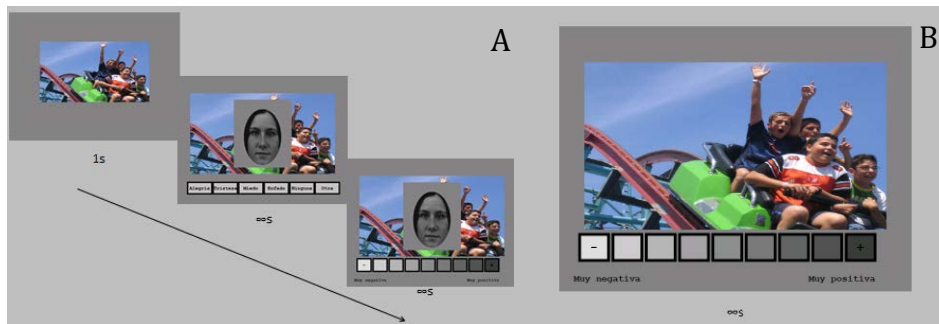 A
B
1s
Alegría Tristeza Miedo Enfado Ninguna Otra
∞s
- +
Muy negativa Muy positiva
∞s
- +
Muy negativa Muy positiva
∞s